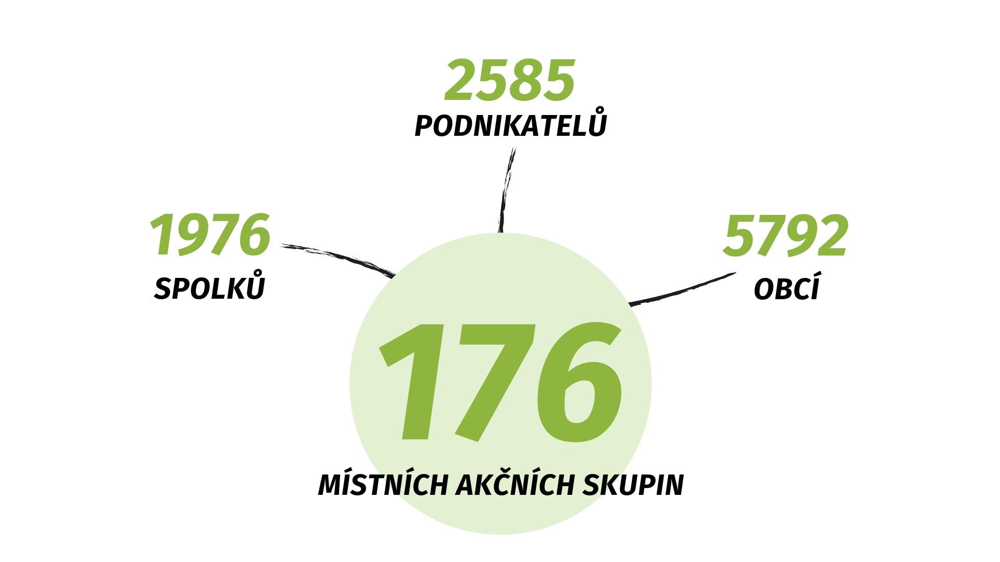 2585
PODNIKATELŮ
1976
SPOLKŮ
5792
OBCÍ
176
MÍSTNÍCH AKČNÍCH SKUPIN